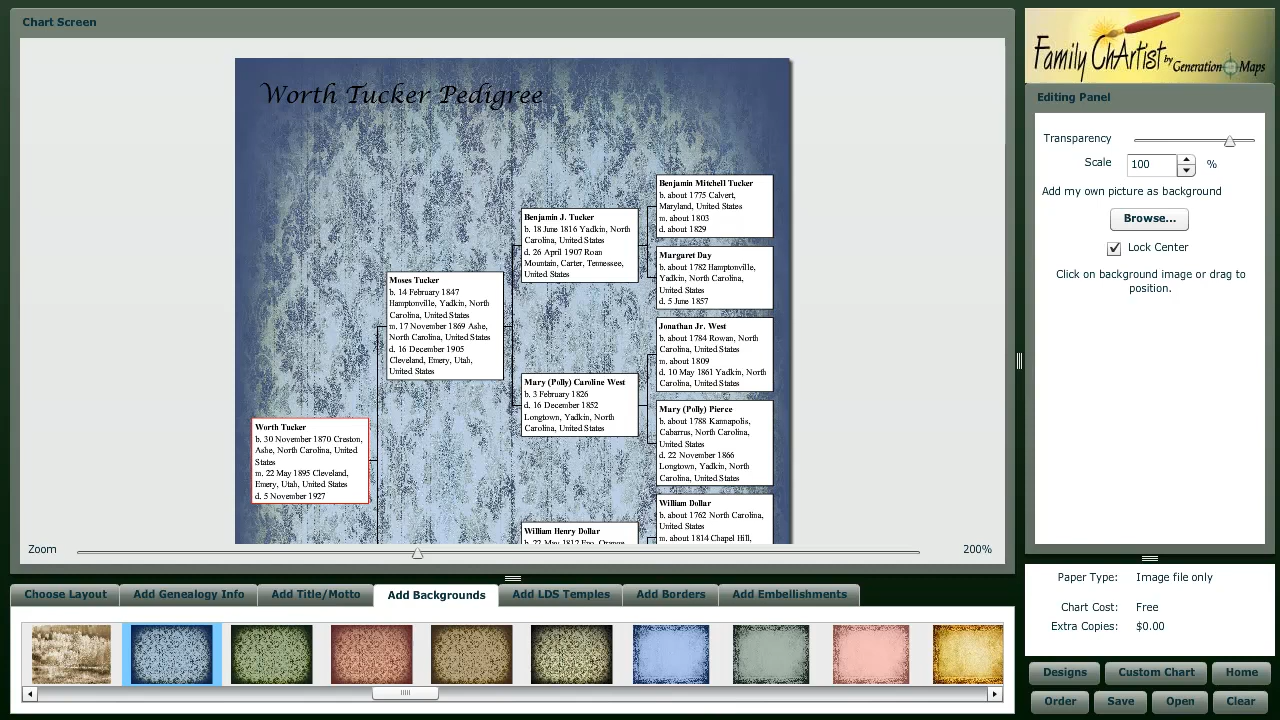 Chart Screen
Worth Tucker Pedigree
Worth Tucker
b. 30 November 1870 Creston,
Ashe, North Carolina, United
States
m. 22 May 1895 Cleveland,
Emery, Utah, United States
d. 5 November 1927
Moses Tucker
b. 14 February 1847
Hamptonville, Yadkin, North
Carolina, United States
m. 17 November 1869 Ashe,
North Carolina, United States
d. 16 December 1905
Cleveland, Emery, Utah,
United States
Benjamin J. Tucker
b. 18 June 1816 Yadkin, North
Carolina, United States
d. 26 April 1907 Roan
Mountain, Carter, Tennessee,
United States
Mary (Polly) Caroline West
b. 3 February 1826
d. 16 December 1852
Longtown, Yadkin, North
Carolina, United States
William Henry Dollar
b. 22 May 1812 Eno, Orange
Benjamin Mitchell Tucker
b. about 1775 Calvert,
Maryland, United States
m. about 1803
d. about 1829
Margaret Day
b. about 1782 Hamptonville,
Yadkin, North Carolina,
United States
d. 5 June 1857
Jonathan Jr. West
b. about 1784 Rowan, North
Carolina, United States
m. about 1809
d. 10 May 1861 Yadkin, North
Carolina, United States
Mary (Polly) Pierce
b. about 1788 Kannapolis,
Cabarrus, North Carolina,
United States
d. 22 November 1866
Longtown, Yadkin, North
Carolina, United States
William Dollar
b. about 1762 North Carolina,
United States
m. about 1814 Chapel Hill,
Zoom
200%
Choose Layout
Add Genealogy Info
Add Title/Motto
Add Backgrounds
Add LDS Temples
Add Borders
Add Embellishments
Family ChArtist by Generation Maps
Editing Panel
Transparency
Scale 100 %
Add my own picture as background
Browse...
Lock Center
Click on background image or drag to
position.
Paper Type: Image file only
Chart Cost: Free
Extra Copies: $0.00
Designs Custom Chart Home
Order Save Open Clear